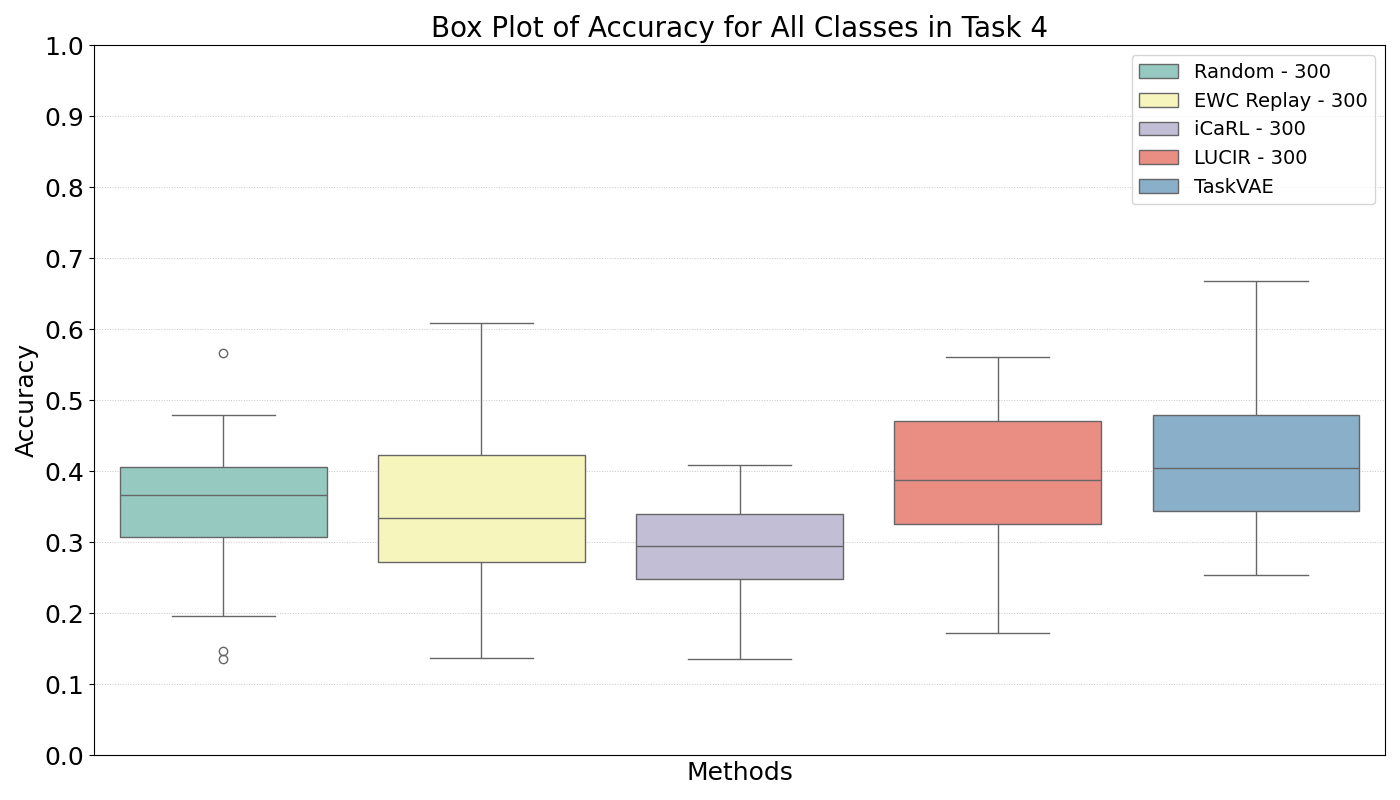 Box Plot of Accuracy for All Classes in Task 4
Accuracy
1.0
0.9
0.8
0.7
0.6
0.5
0.4
0.3
0.2
0.1
0.0
Random - 300
EWC Replay - 300
iCaRL - 300
LUCIR - 300
TaskVAE
Methods